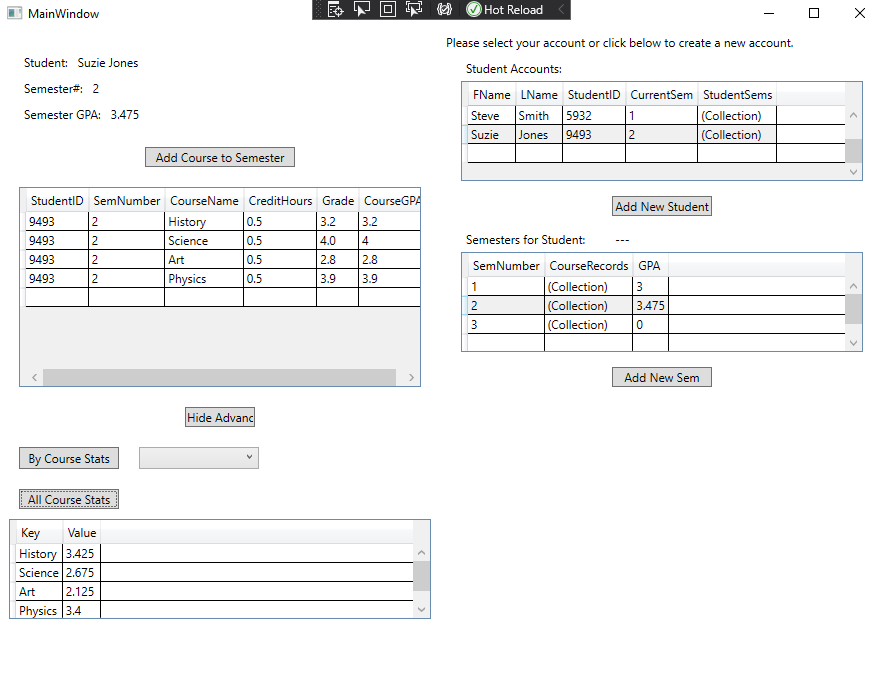 MainWindow
Hot Reload
Student: Suzie Jones
Semester#: 2
Semester GPA: 3.475
Add Course to Semester
StudentID SemNumber CourseName CreditHours Grade CourseGPA
9493 2 History 0.5 3.2 3.2
9493 2 Science 0.5 4.0 4
9493 2 Art 0.5 2.8 2.8
9493 2 Physics 0.5 3.9 3.9
Hide Advanc
By Course Stats
All Course Stats
Key Value
History 3.425
Science 2.675
Art 2.125
Physics 3.4
Please select your account or click below to create a new account.
Student Accounts:
FName LName StudentID CurrentSem StudentSems
Steve Smith 5932 1 (Collection)
Suzie Jones 9493 2 (Collection)
Add New Student
Semesters for Student: ---
SemNumber CourseRecords GPA
1 (Collection) 3
2 (Collection) 3.475
3 (Collection) 0
Add New Sem